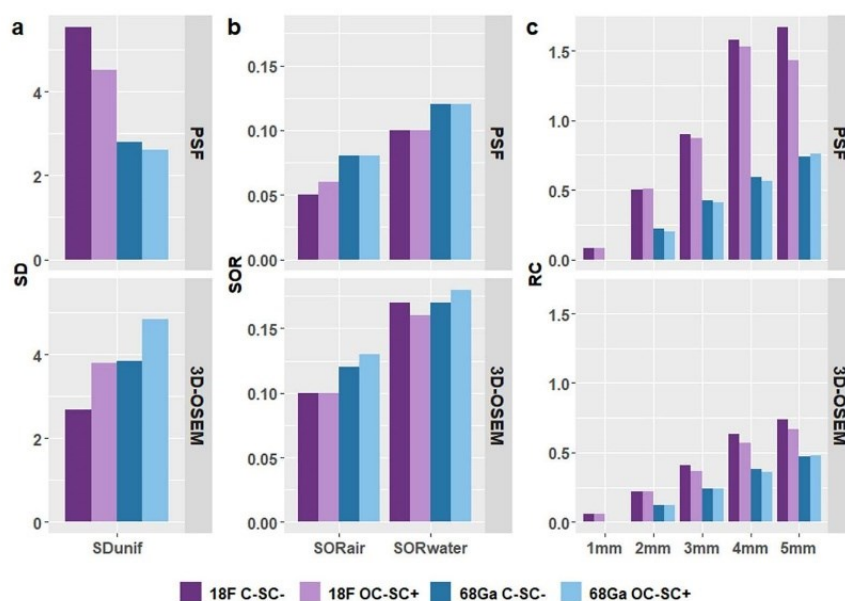 a
b
c
4
2
0
PSF
0.15
0.10
0.05
0.00
PSF
1.5
1.0
0.5
0.0
PSF
SD
SOR
RC
4
2
0
3D-OSEM
0.15
0.10
0.05
0.00
3D-OSEM
1.5
1.0
0.5
0.0
3D-OSEM
SDunif
SORair SORwater
1mm 2mm 3mm 4mm 5mm
18F C-SC- 18F OC-SC+ 68Ga C-SC- 68Ga OC-SC+